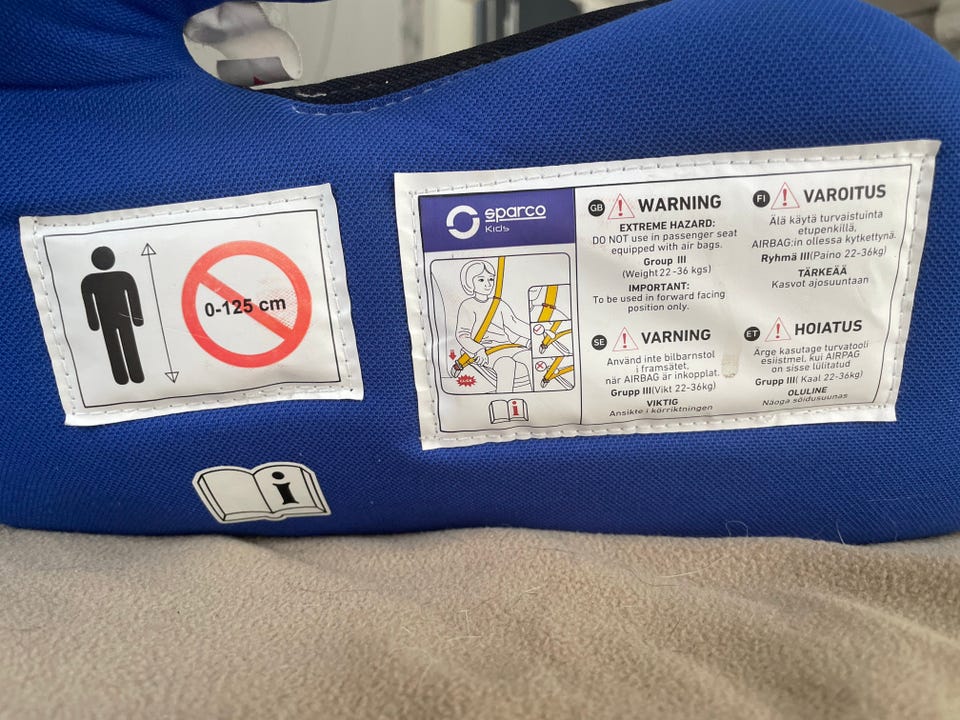 0-125 cm
sparco
Kids
CLICK
GB WARNING
EXTREME HAZARD:
DO NOT use in passenger seat
equipped with air bags.
Group III
(Weight 22-36 kgs)
IMPORTANT:
To be used in forward facing
position only.
FI VAROITUS
Älä käytä turvaistuinta
etupenkillä,
AIRBAG:in ollessa kytkettynä.
Ryhmä III(Paino 22-36kg)
TÄRKEÄÄ
Kasvot ajosuuntaan
SE VARNING
Använd inte bilbarnstol
i framsätet,
när AIRBAG är inkopplat.
Grupp III(Vikt 22-36kg)
VIKTIG
Ansikte i körriktningen
ET HOIATUS
Ärge kasutage turvatooli
esiistmel, kui AIRPAG
on sisse lülitatud
Grupp III( Kaal 22-36kg)
OLULINE
Näoga sõidusuunas